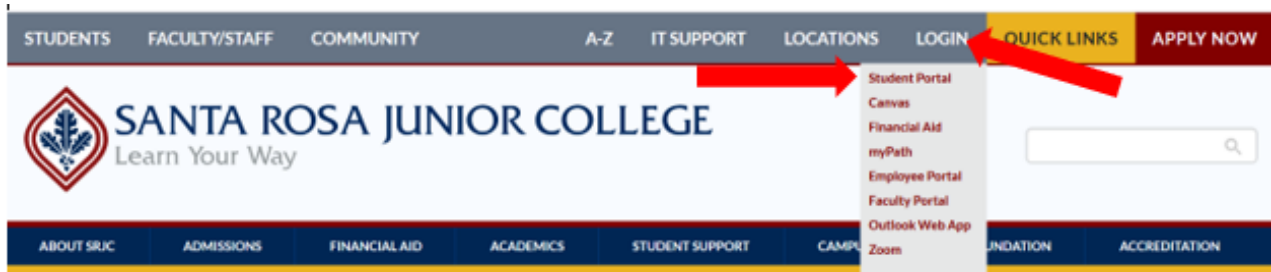 STUDENTS FACULTY/STAFF COMMUNITY A-Z IT SUPPORT LOCATIONS LOGIN QUICK LINKS APPLY NOW
Student Portal
SANTA ROSA JUNIOR COLLEGE
Canvas
Learn Your Way
Financial Aid
myPath
Employee Portal
Faculty Portal
Outlook Web App
ABOUT SRJC ADMISSIONS FINANCIAL AID ACADEMICS STUDENT SUPPORT ACCREDITATION
Zoom